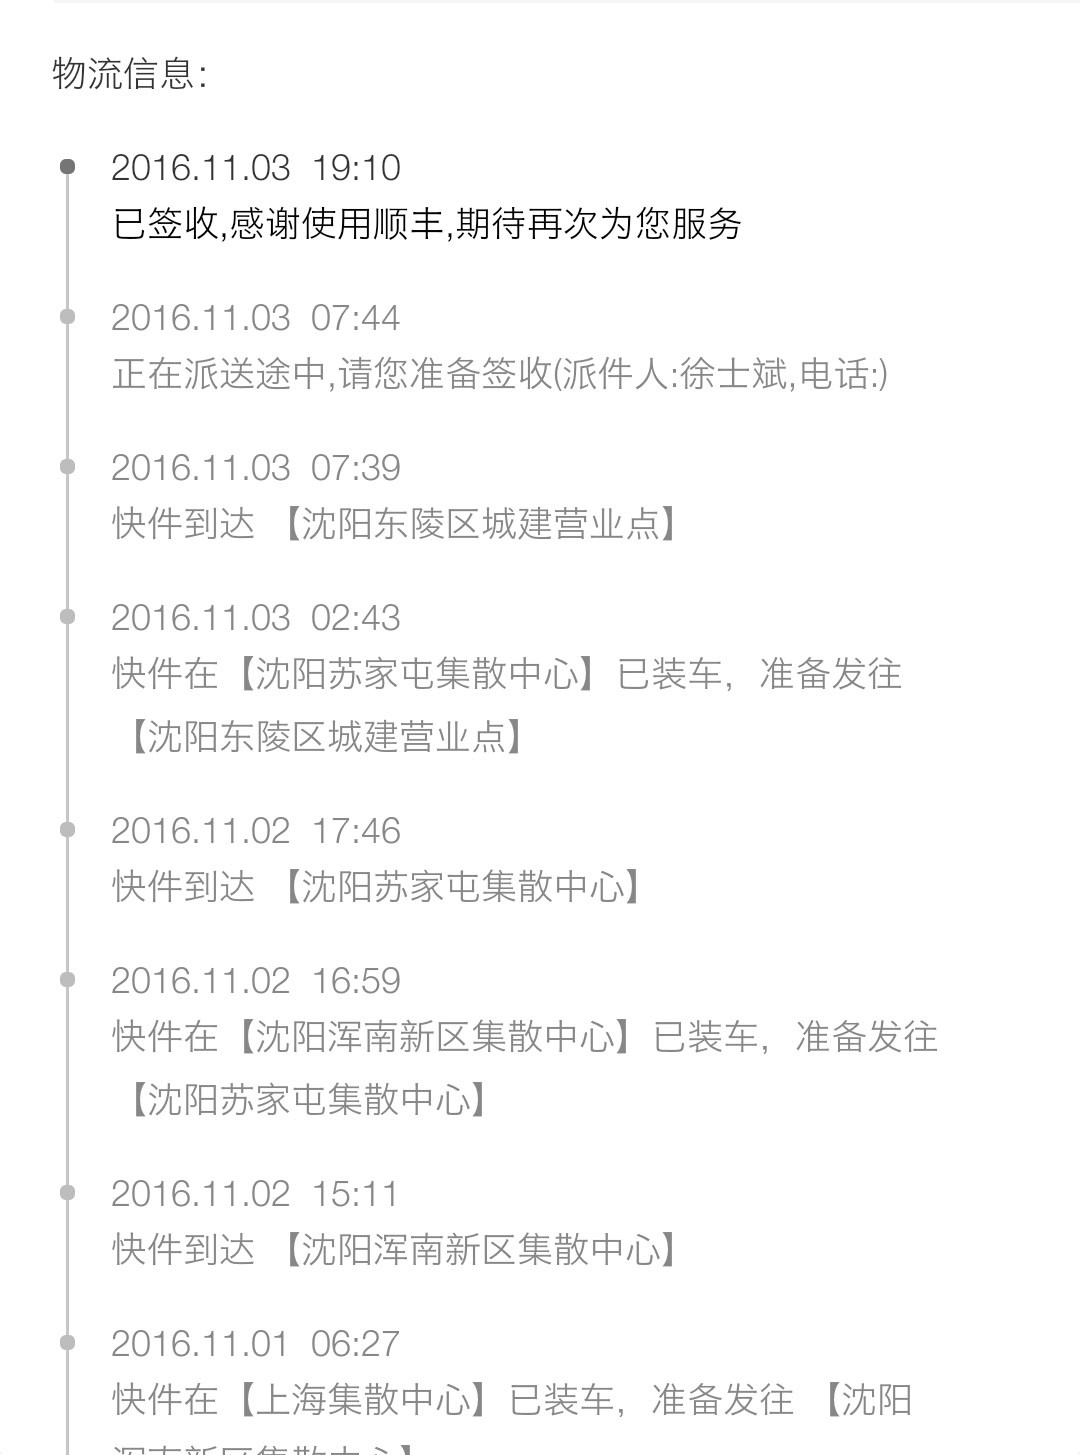 物流信息:
2016.11.03 19:10
已签收,感谢使用顺丰,期待再次为您服务
2016.11.03 07:44
正在派送途中,请您准备签收(派件人:徐士斌,电话:)
2016.11.03 07:39
快件到达 【沈阳东陵区城建营业点】
2016.11.03 02:43
快件在【沈阳苏家屯集散中心】已装车，准备发往
【沈阳东陵区城建营业点】
2016.11.02 17:46
快件到达 【沈阳苏家屯集散中心】
2016.11.02 16:59
快件在【沈阳浑南新区集散中心】已装车，准备发往
【沈阳苏家屯集散中心】
2016.11.02 15:11
快件到达 【沈阳浑南新区集散中心】
2016.11.01 06:27
快件在【上海集散中心】已装车，准备发往 【沈阳
浑南新区集散中心】